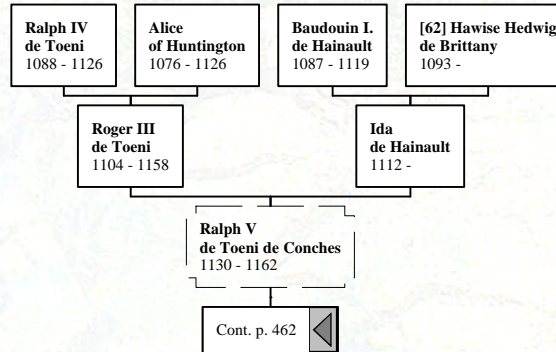 Ralph IV
de Toeni
1088 - 1126
Alice
of Huntington
1076 - 1126
Baudouin I.
de Hainault
1087 - 1119
[62] Hawise Hedwig
de Brittany
1093 -
Roger III
de Toeni
1104 - 1158
Ida
de Hainault
1112 -
Ralph V
de Toeni de Conches
1130 - 1162
Cont. p. 462